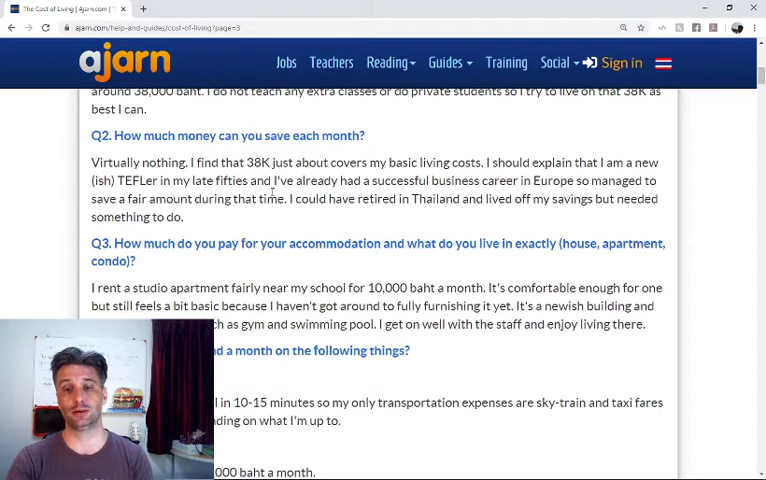 The Cost of Living | Ajarn.com | T
ajarn.com/help-and-guides/cost-of-living?page=3
ajarn
Jobs Teachers Reading Guides Training Social Sign in
around 38,000 baht. I do not teach any extra classes or do private students so I try to live on that 38K as
best I can.
Q2. How much money can you save each month?
Virtually nothing. I find that 38K just about covers my basic living costs. I should explain that I am a new
(ish) TEFLer in my late fifties and I've already had a successful business career in Europe so managed to
save a fair amount during that time. I could have retired in Thailand and lived off my savings but needed
something to do.
Q3. How much do you pay for your accommodation and what do you live in exactly (house, apartment,
condo)?
I rent a studio apartment fairly near my school for 10,000 baht a month. It's comfortable enough for one
but still feels a bit basic because I haven't got around to fully furnishing it yet. It's a newish building and
ch as gym and swimming pool. I get on well with the staff and enjoy living there.
nd a month on the following things?
l in 10-15 minutes so my only transportation expenses are sky-train and taxi fares
nding on what I'm up to.
000 baht a month.